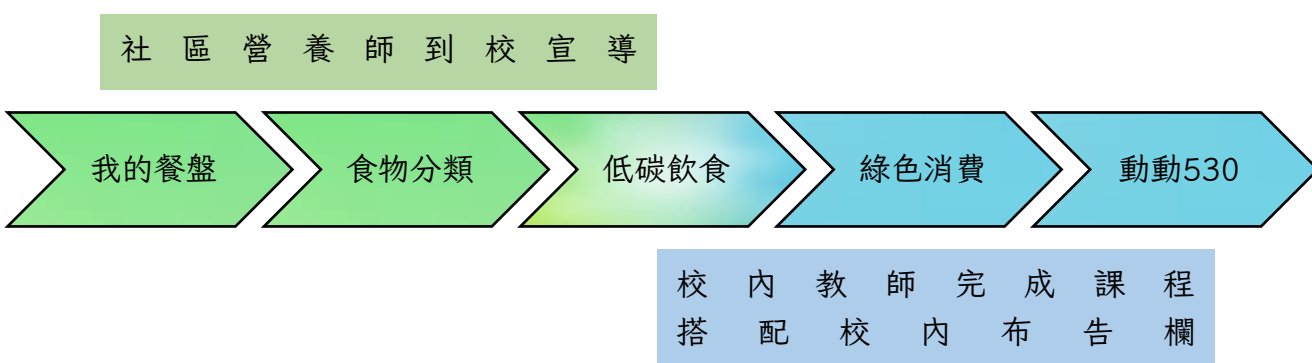 社區營養師到校宣導
我的餐盤
食物分類
低碳飲食
綠色消費
動動530
校內教師完成課程
搭配校內布告欄